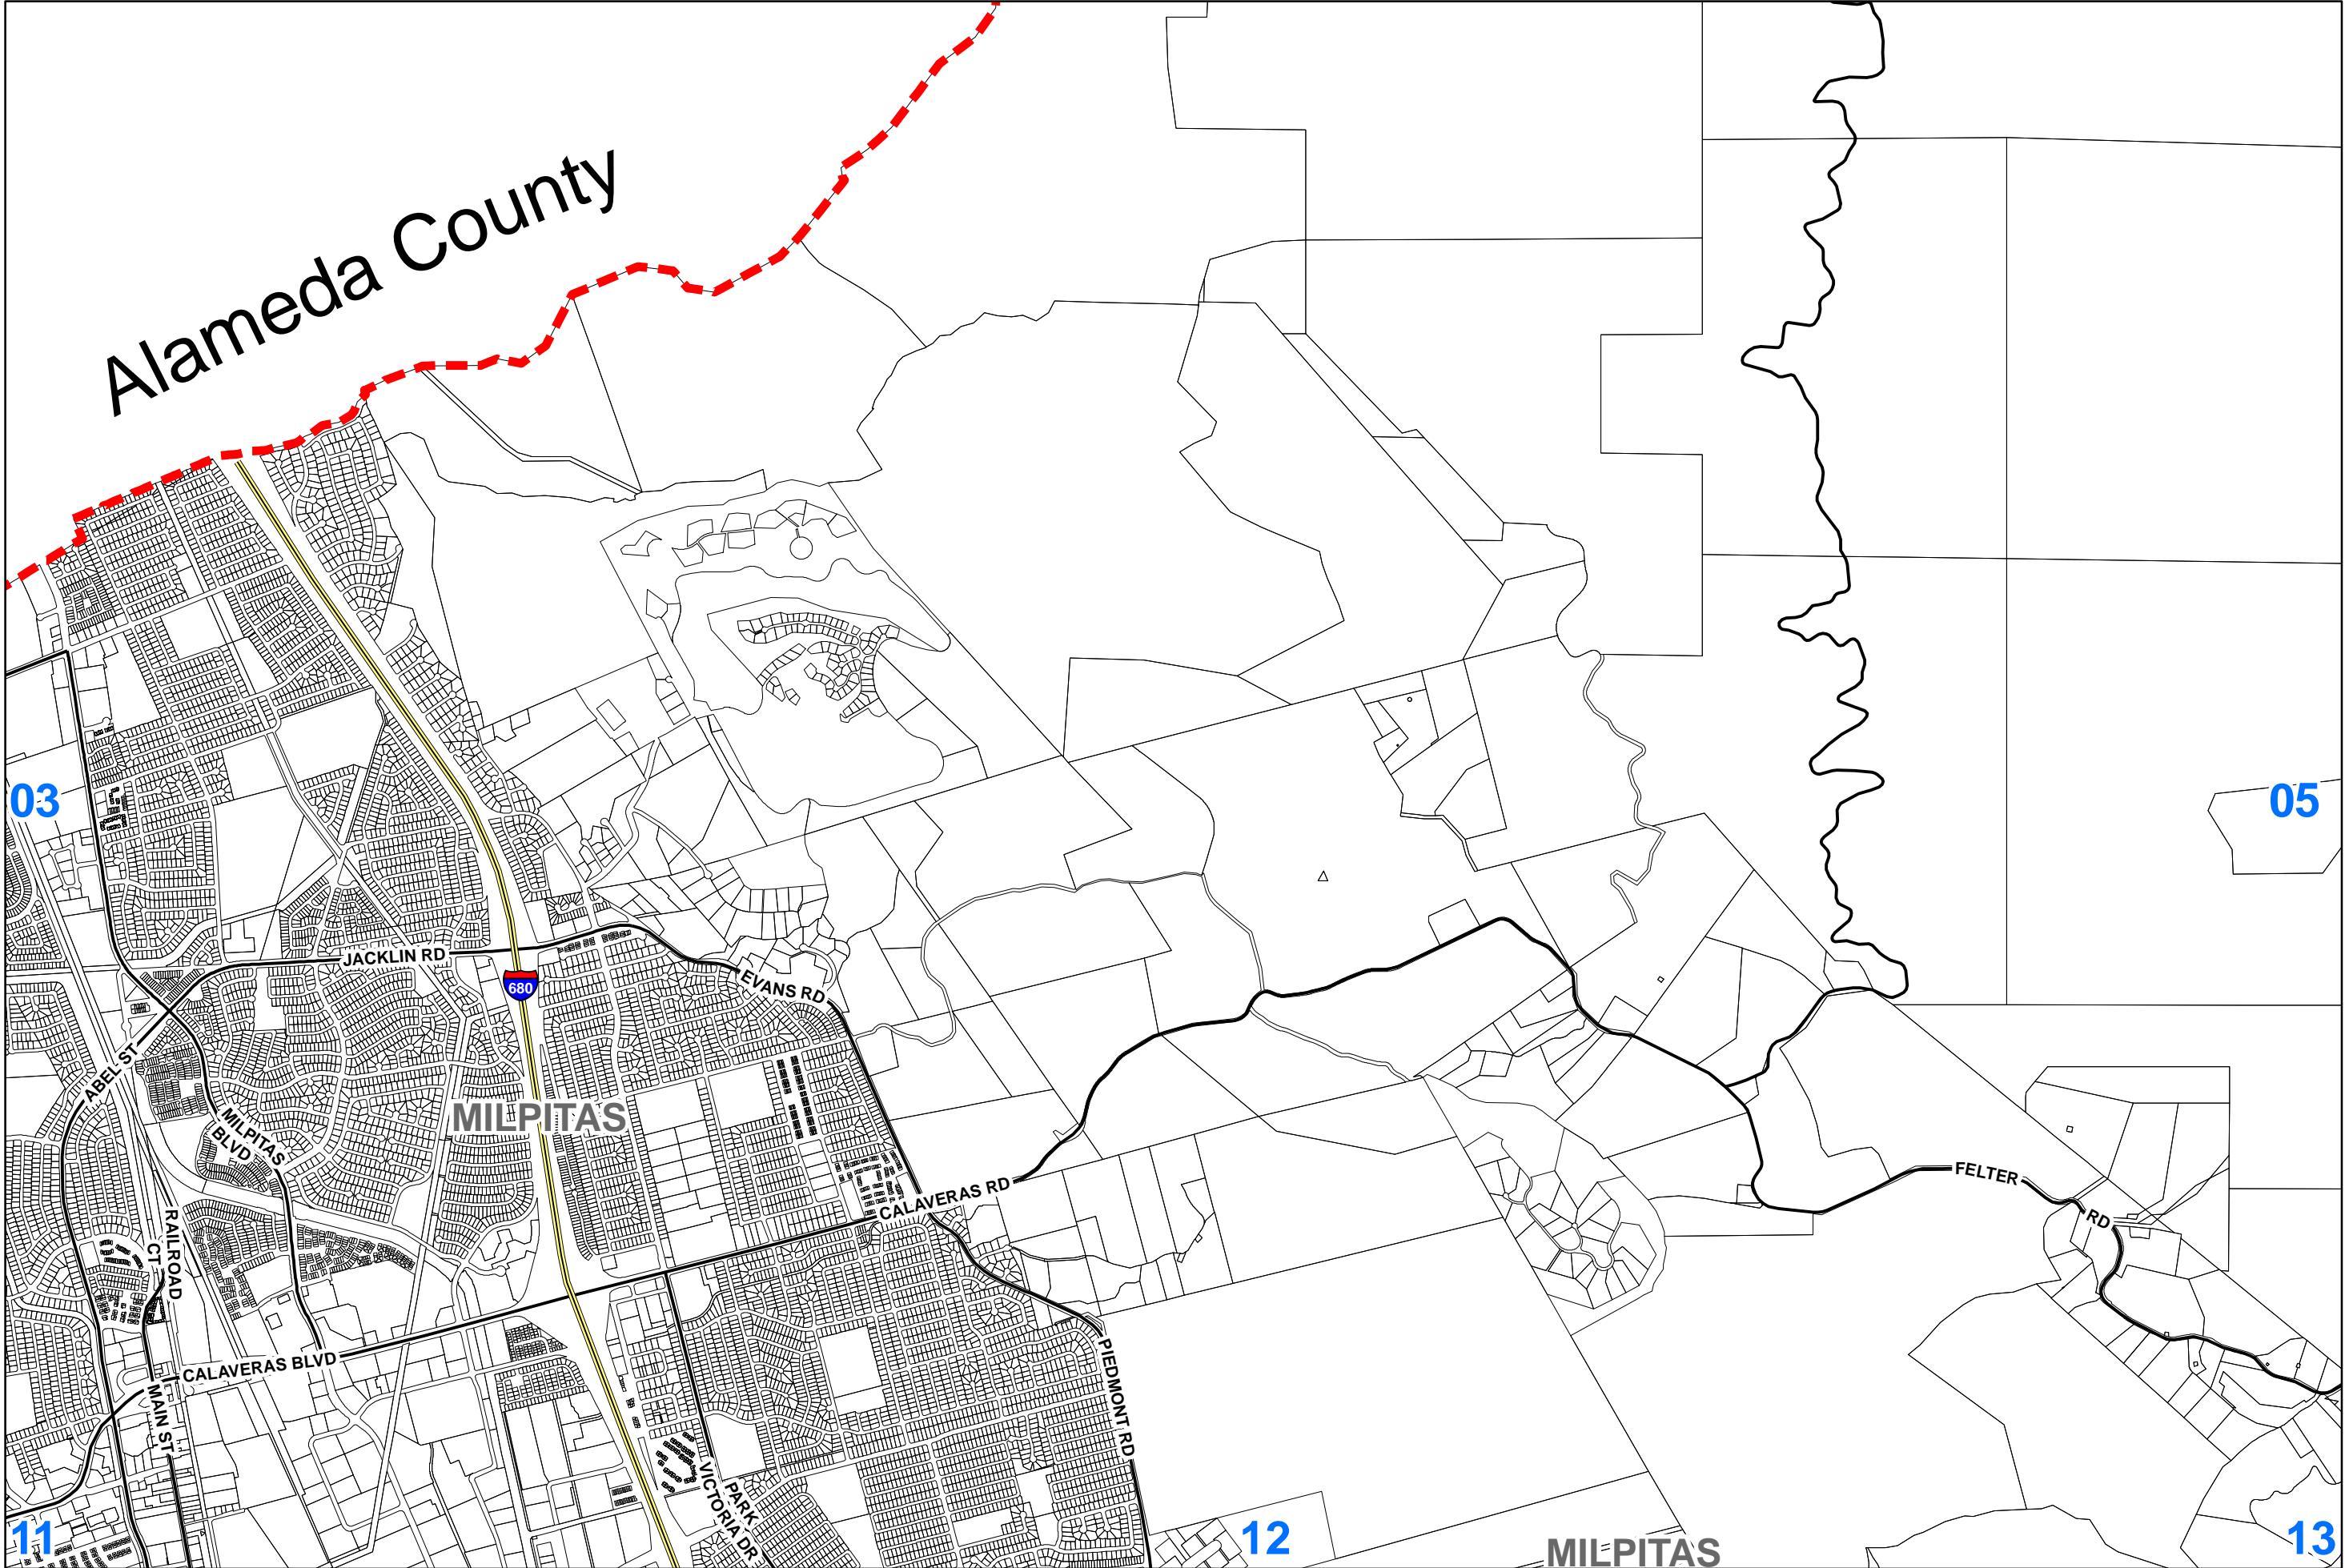 Alameda County
03
05
JACKLIN RD
680
EVANS RD
ABEL ST
MILPITAS
BLVD
MILPITAS
CALAVERAS RD
FELTER
RD
RAILROAD
CT
CALAVERAS BLVD
MAIN ST
PIEDMONT RD
PARK
VICTORIA DR
11
12
MILPITAS
13